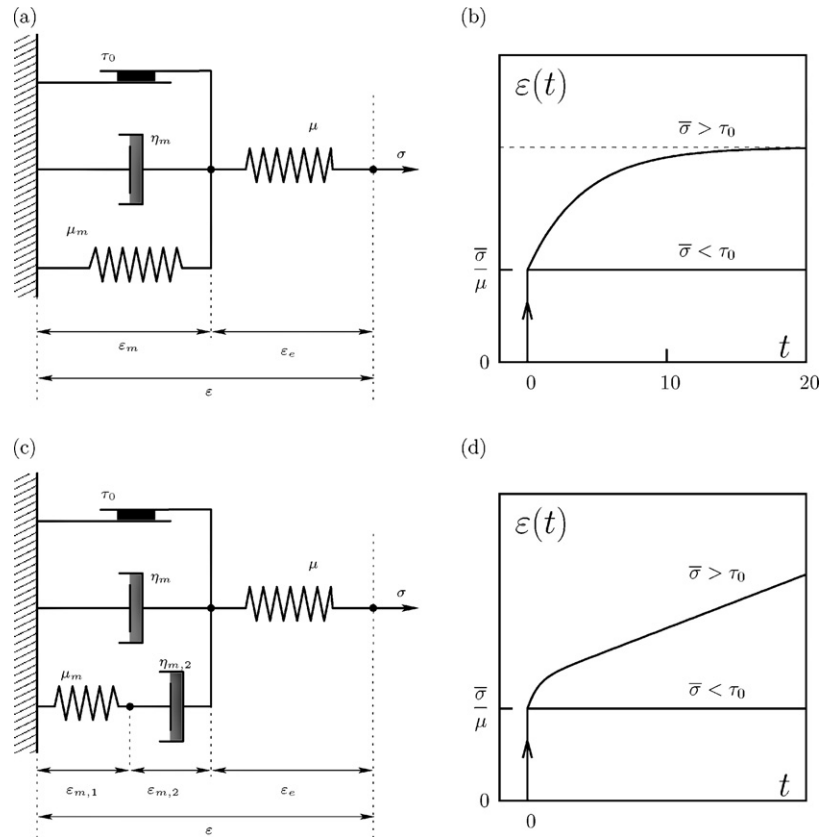 (a)
τ₀
ηₘ
μ
σ
μₘ
εₘ
εₑ
ε
(b)
ε(t)
σ̅ > τ₀
σ̅ < τ₀
σ̅
μ
0
t
0
10
20
(c)
τ₀
ηₘ
μ
σ
μₘ
ηₘ,₂
εₘ,₁
εₘ,₂
εₑ
ε
(d)
ε(t)
σ̅ > τ₀
σ̅ < τ₀
σ̅
μ
0
t
0